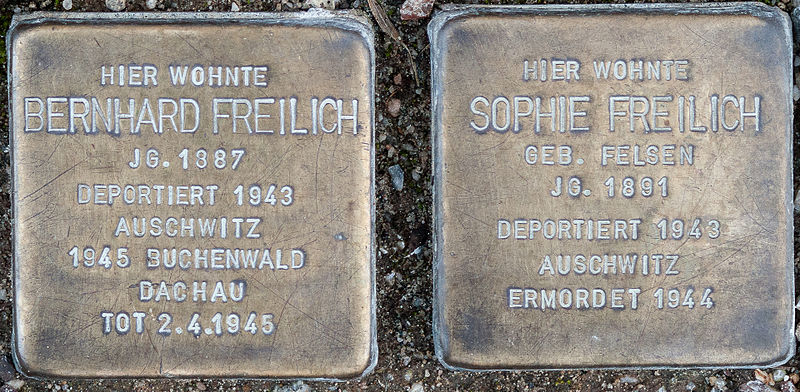 HIER WOHNTE
BERNHARD FREILICH
JG. 1887
DEPORTIERT 1943
AUSCHWITZ
1945 BUCHENWALD
DACHAU
TOT 2.4.1945
HIER WOHNTE
SOPHIE FREILICH
GEB. FELSEN
JG. 1891
DEPORTIERT 1943
AUSCHWITZ
ERMORDET 1944